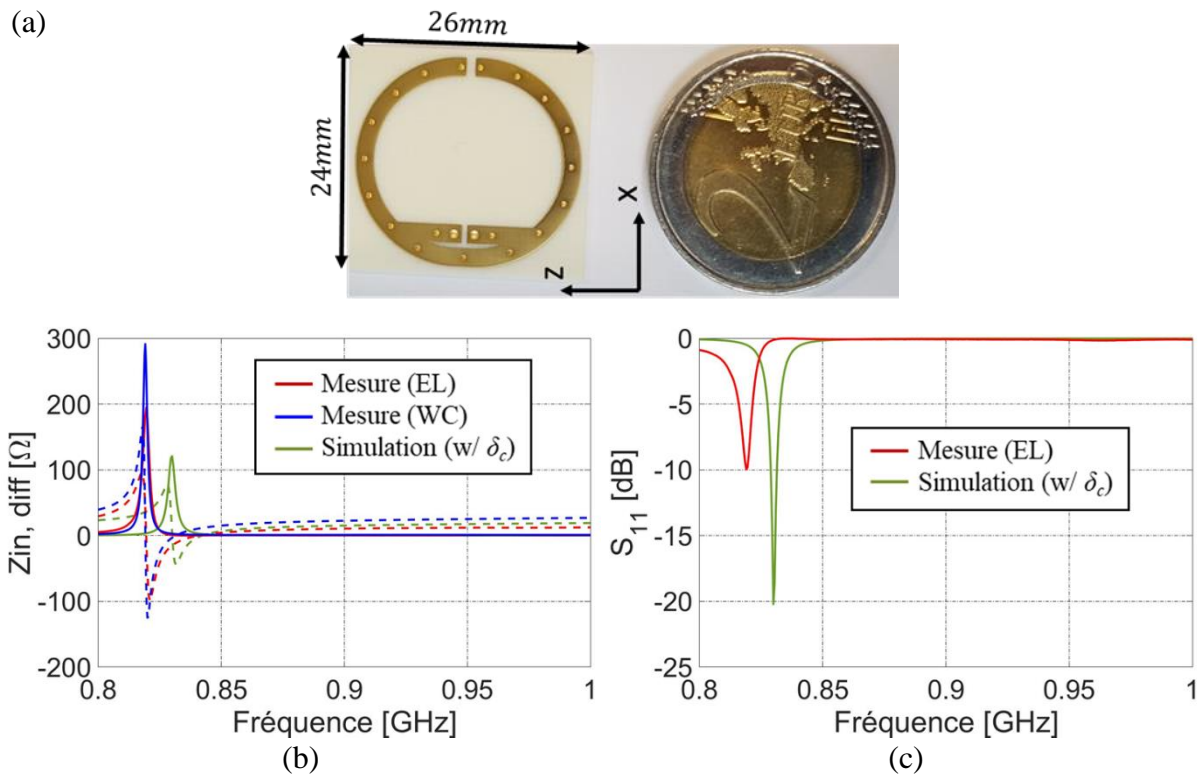 (a)
26mm
24mm
X
Z
300
200
100
0
-100
-200
Zin, diff [Ω]
Mesure (EL)
Mesure (WC)
Simulation (w/ δc)
0.8
0.85
0.9
0.95
1
Fréquence [GHz]
(b)
0
-5
-10
-15
-20
-25
S11 [dB]
Mesure (EL)
Simulation (w/ δc)
0.8
0.85
0.9
0.95
1
Fréquence [GHz]
(c)